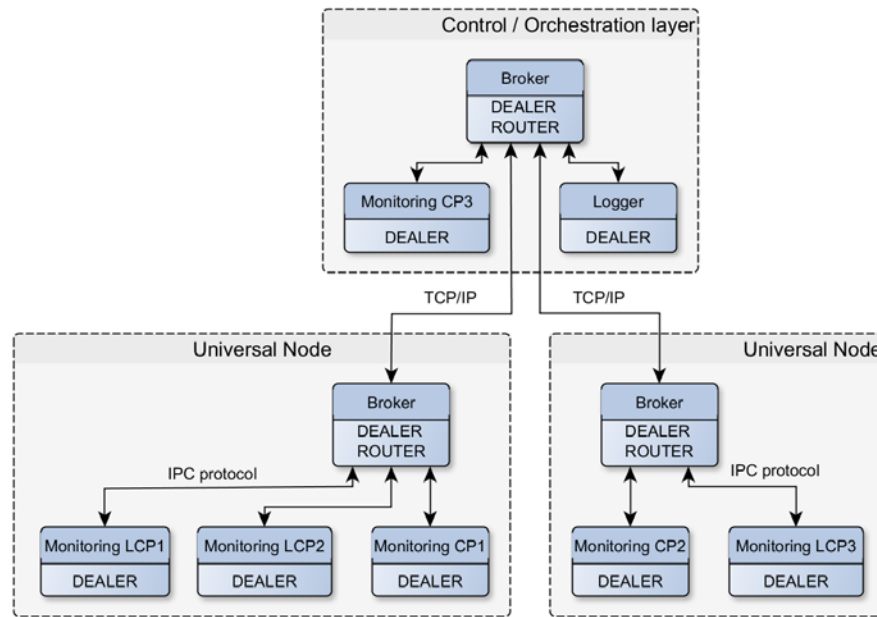 Control / Orchestration layer
Broker
DEALER
ROUTER
Monitoring CP3
DEALER
Logger
DEALER
TCP/IP
TCP/IP
Universal Node
Broker
DEALER
ROUTER
IPC protocol
Monitoring LCP1
DEALER
Monitoring LCP2
DEALER
Monitoring CP1
DEALER
Universal Node
Broker
DEALER
ROUTER
IPC protocol
Monitoring CP2
DEALER
Monitoring LCP3
DEALER